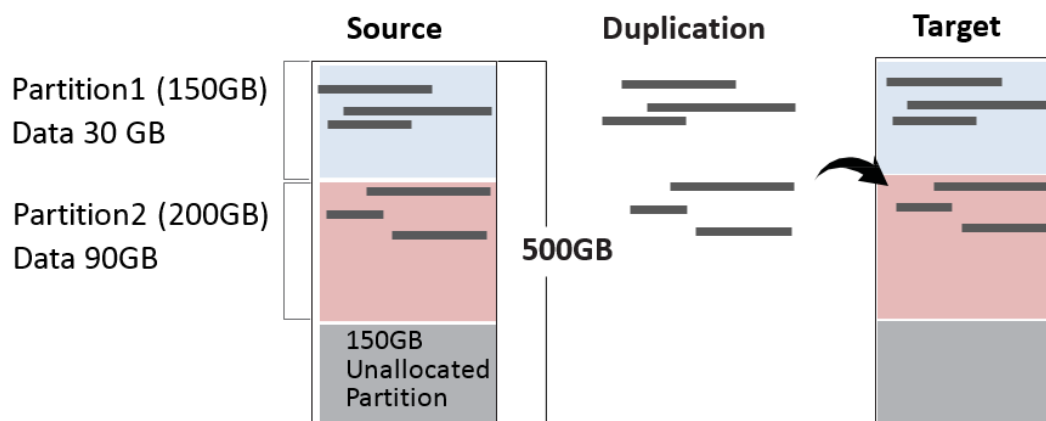 Source
Duplication
Target
Partition1 (150GB)
Data 30 GB
Partition2 (200GB)
Data 90GB
500GB
150GB
Unallocated
Partition